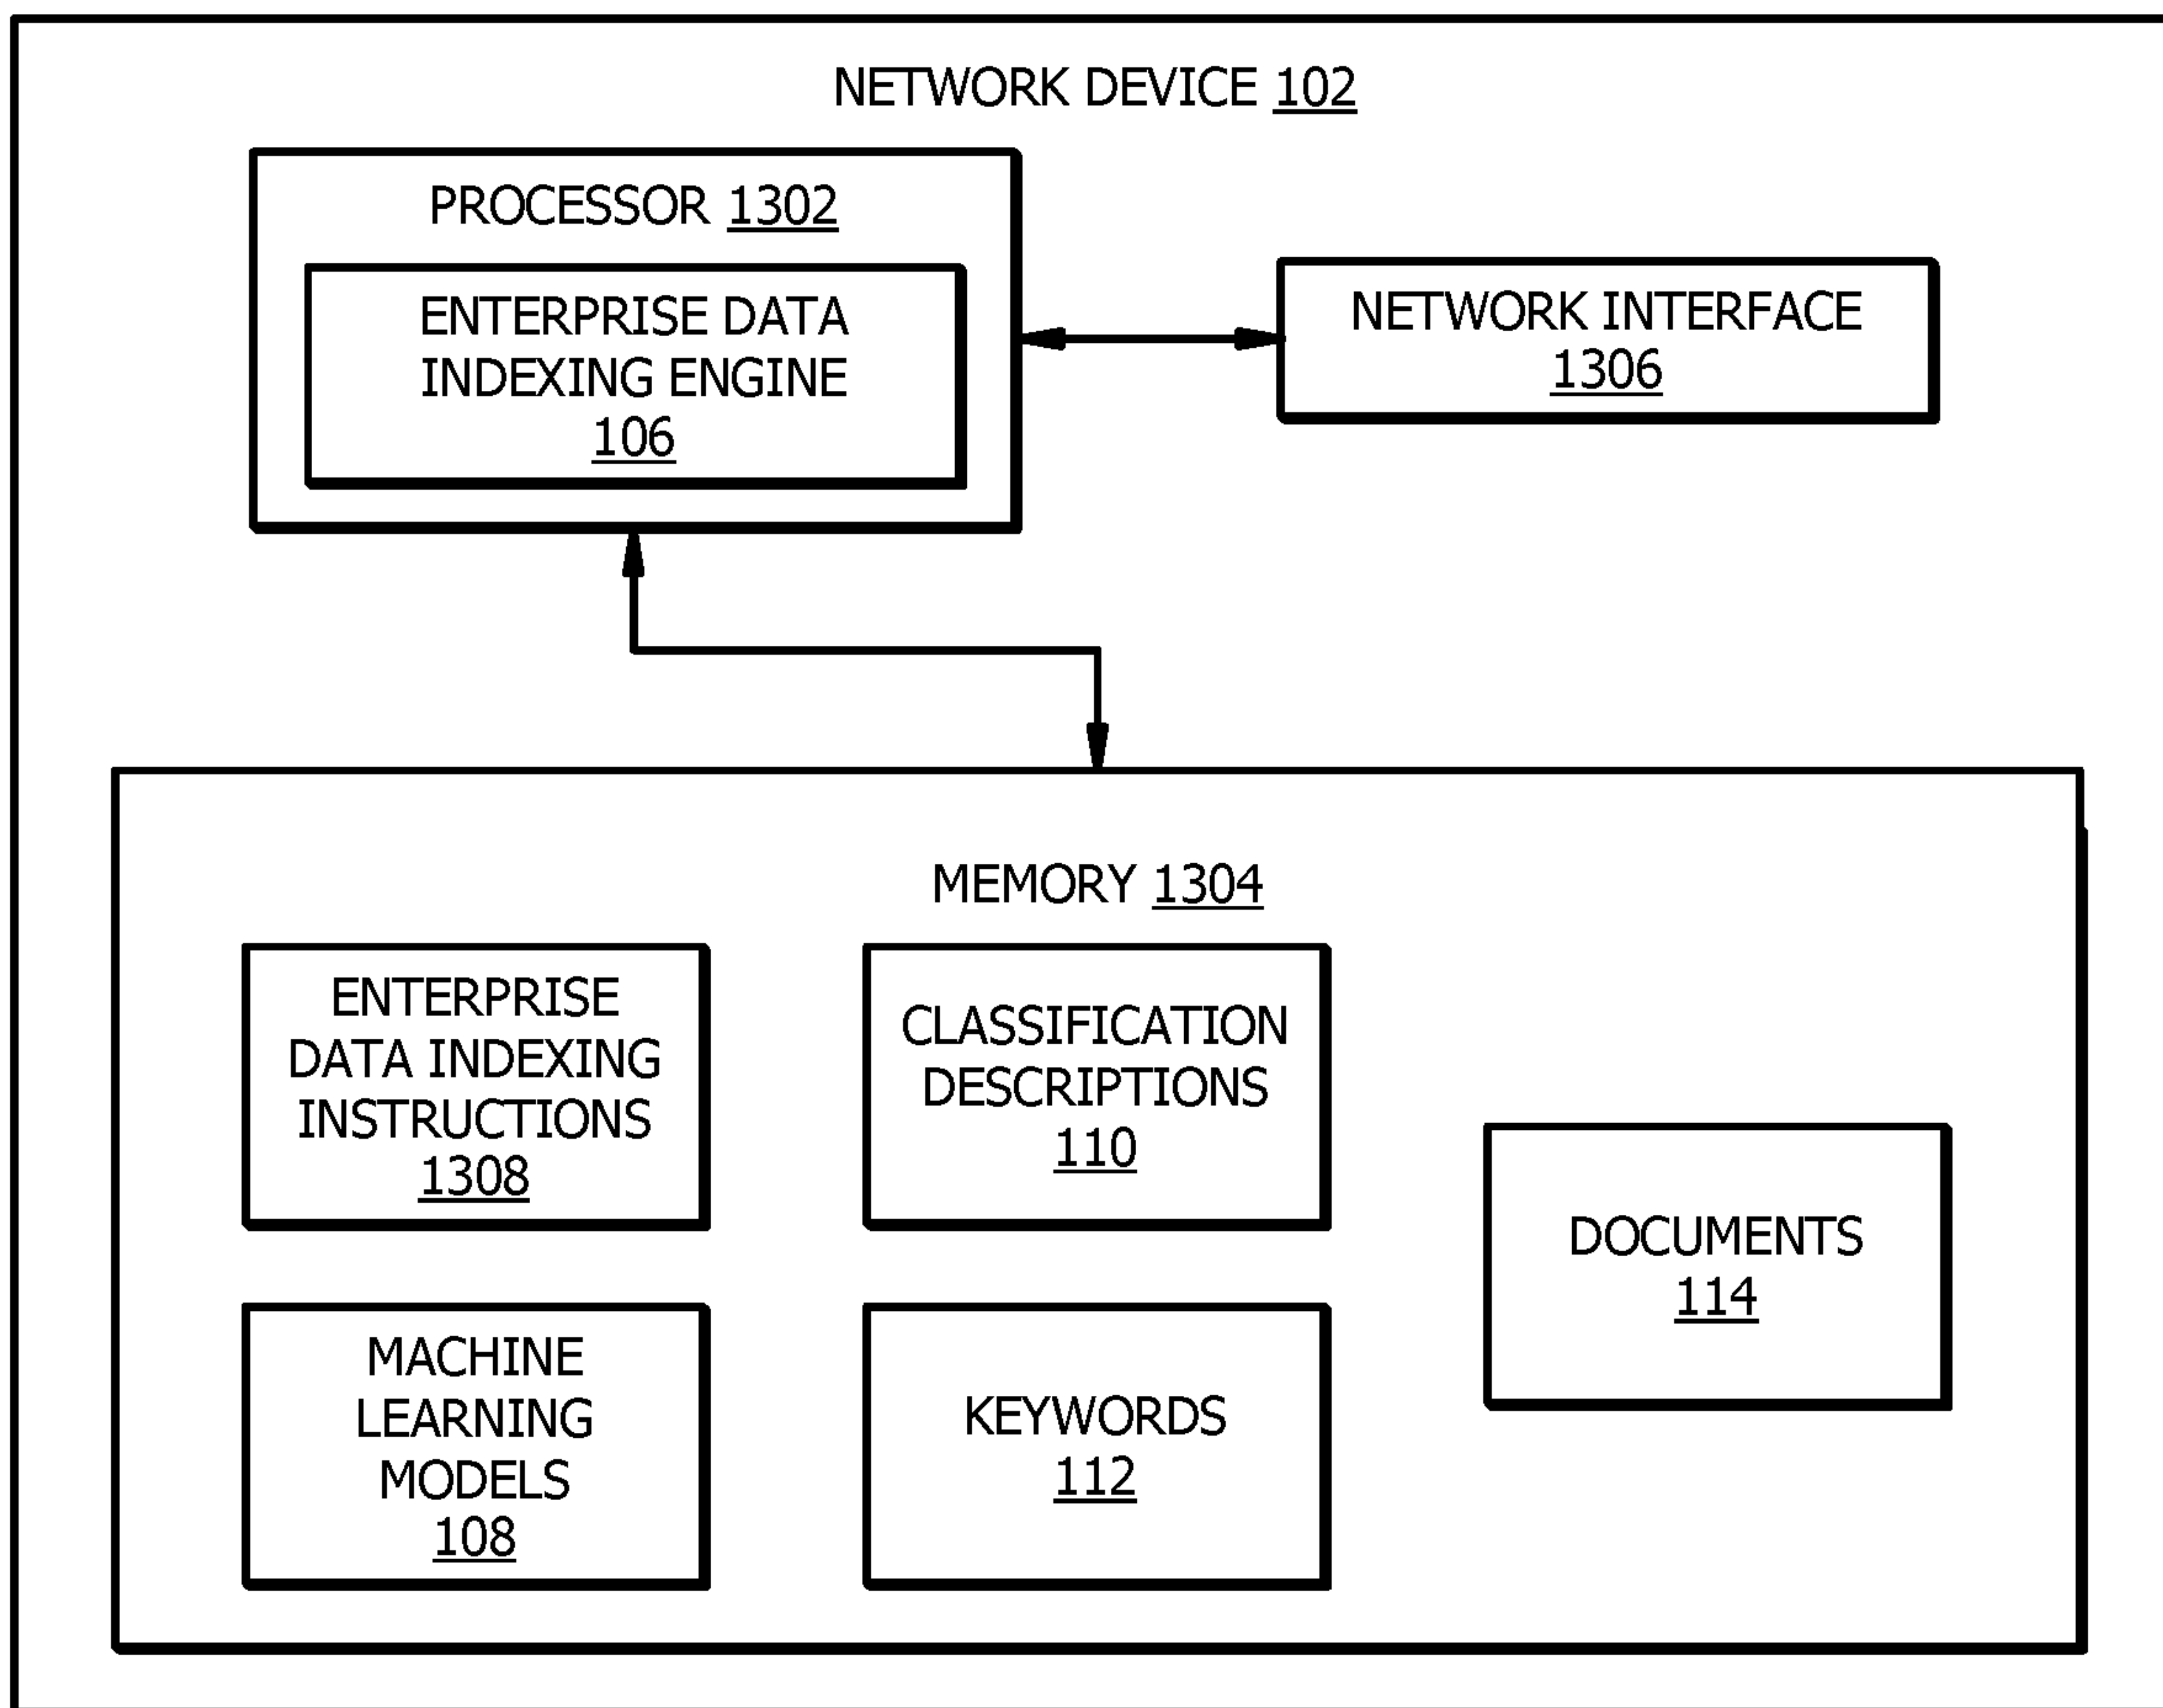 NETWORK DEVICE 102
PROCESSOR 1302
ENTERPRISE DATA
INDEXING ENGINE
106
NETWORK INTERFACE
1306
MEMORY 1304
ENTERPRISE
DATA INDEXING
INSTRUCTIONS
1308
CLASSIFICATION
DESCRIPTIONS
110
DOCUMENTS
114
MACHINE
LEARNING
MODELS
108
KEYWORDS
112